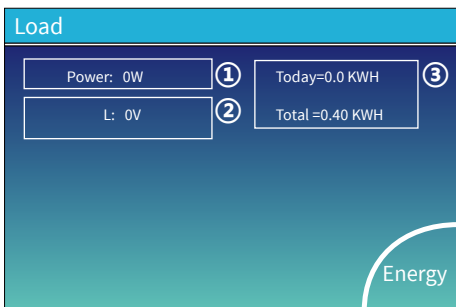 Load
Power: 0W
①
L: 0V
②
Today=0.0 KWH
Total =0.40 KWH
③
Energy